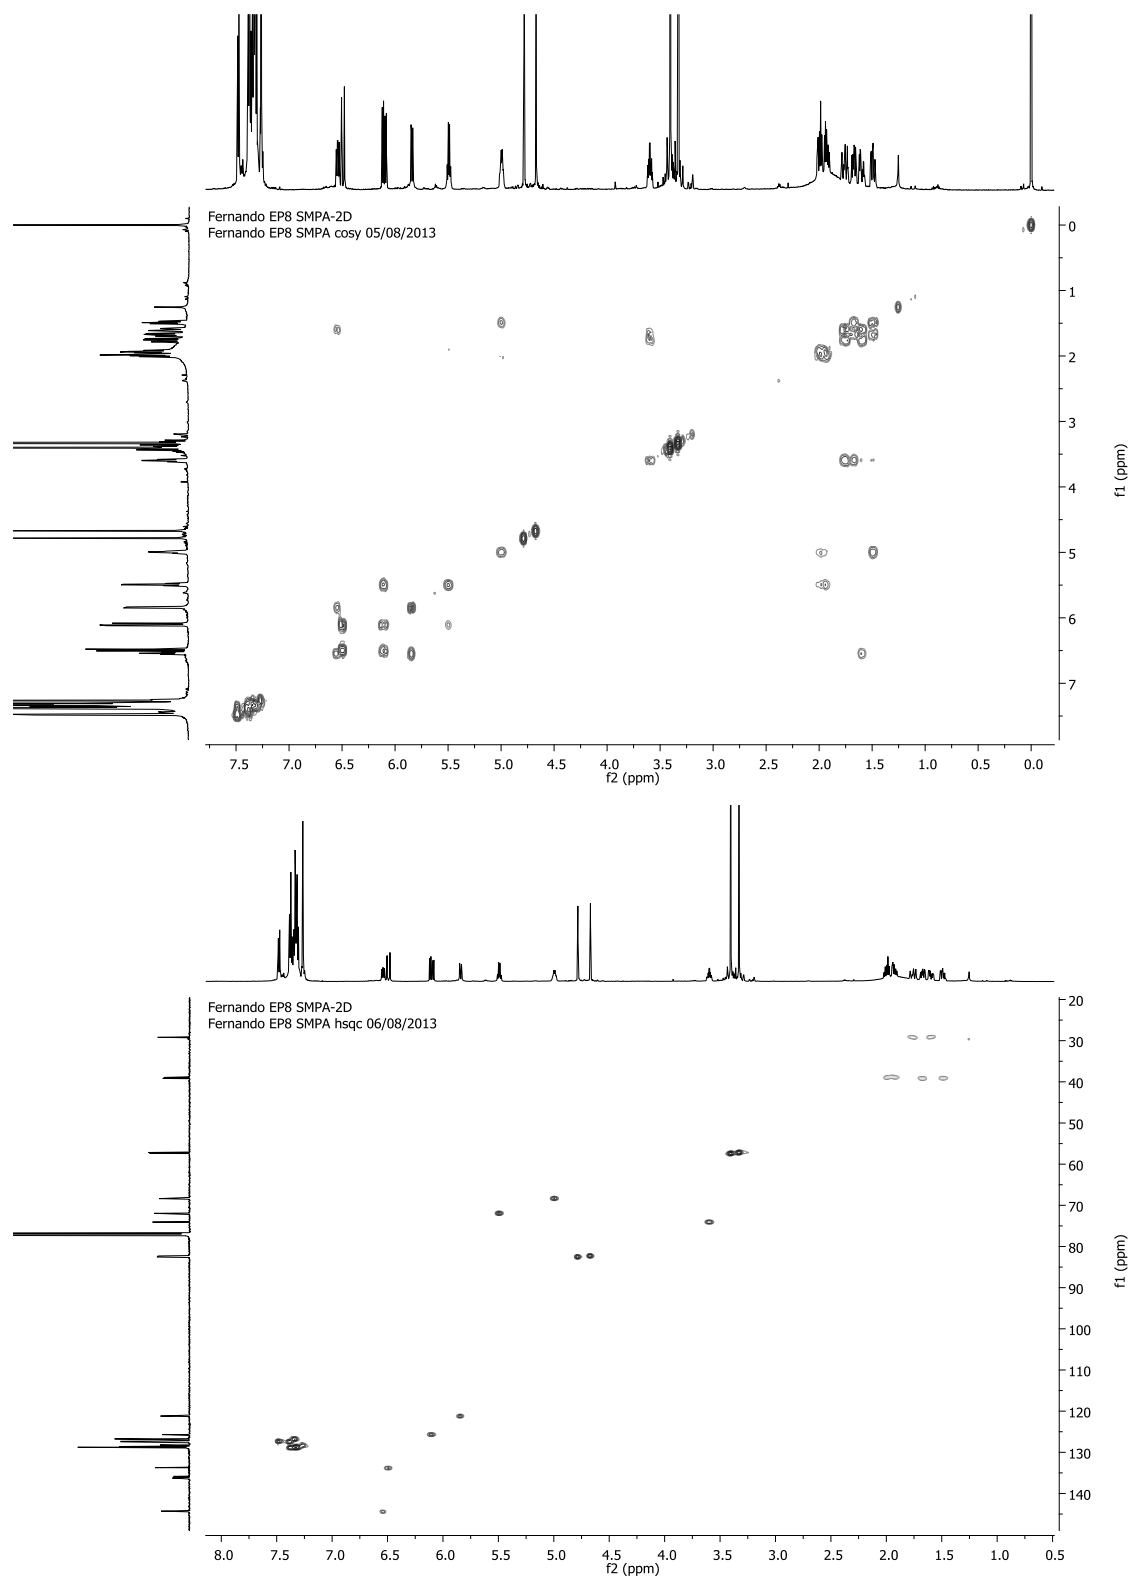 Fernando EP8 SMPA-2D
Fernando EP8 SMPA cosy 05/08/2013
0
1
2
3
4
5
6
7
f1 (ppm)
7.5 7.0 6.5 6.0 5.5 5.0 4.5 4.0 3.5 3.0 2.5 2.0 1.5 1.0 0.5 0.0
f2 (ppm)
Fernando EP8 SMPA-2D
Fernando EP8 SMPA hsqc 06/08/2013
20
30
40
50
60
70
80
90
100
110
120
130
140
f1 (ppm)
8.0 7.5 7.0 6.5 6.0 5.5 5.0 4.5 4.0 3.5 3.0 2.5 2.0 1.5 1.0 0.5
f2 (ppm)